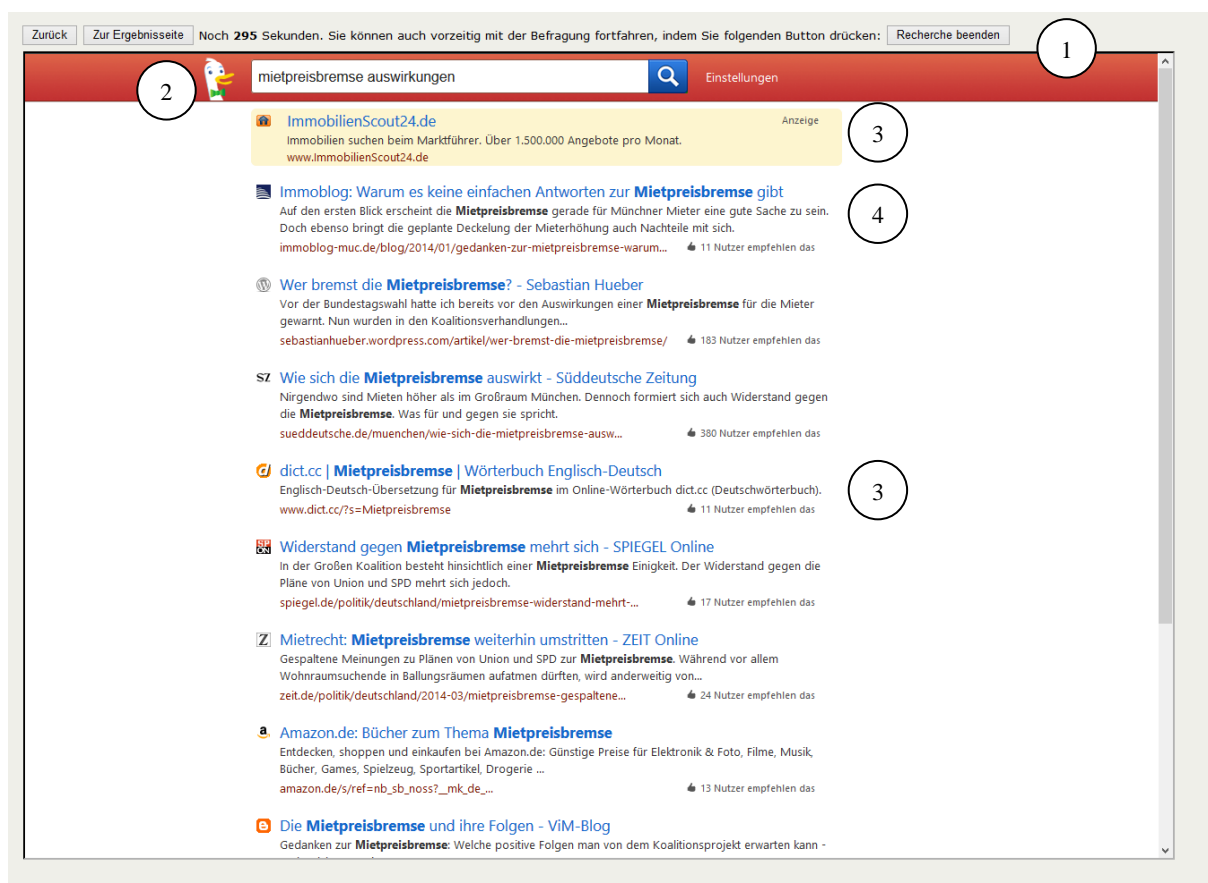 Zurück Zur Ergebnisseite Noch 295 Sekunden. Sie können auch vorzeitig mit der Befragung fortfahren, indem Sie folgenden Button drücken: Recherche beenden
1
2
mietpreisbremse auswirkungen Einstellungen
ImmobilienScout24.de Anzeige
Immobilien suchen beim Marktführer. Über 1.500.000 Angebote pro Monat.
www.ImmobilienScout24.de
3
Immoblog: Warum es keine einfachen Antworten zur Mietpreisbremse gibt
Auf den ersten Blick erscheint die Mietpreisbremse gerade für Münchner Mieter eine gute Sache zu sein.
Doch ebenso bringt die geplante Deckelung der Mieterhöhung auch Nachteile mit sich.
immoblog-muc.de/blog/2014/01/gedanken-zur-mietpreisbremse-warum... 11 Nutzer empfehlen das
4
Wer bremst die Mietpreisbremse? - Sebastian Hueber
Vor der Bundestagswahl hatte ich bereits vor den Auswirkungen einer Mietpreisbremse für die Mieter
gewarnt. Nun wurden in den Koalitionsverhandlungen...
sebastianhueber.wordpress.com/artikel/wer-bremst-die-mietpreisbremse/ 183 Nutzer empfehlen das
SZ Wie sich die Mietpreisbremse auswirkt - Süddeutsche Zeitung
Nirgendwo sind Mieten höher als im Großraum München. Dennoch formiert sich auch Widerstand gegen
die Mietpreisbremse. Was für und gegen sie spricht.
sueddeutsche.de/muenchen/wie-sich-die-mietpreisbremse-ausw... 380 Nutzer empfehlen das
dict.cc | Mietpreisbremse | Wörterbuch Englisch-Deutsch
Englisch-Deutsch-Übersetzung für Mietpreisbremse im Online-Wörterbuch dict.cc (Deutschwörterbuch).
www.dict.cc/?s=Mietpreisbremse 11 Nutzer empfehlen das
3
SP ON Widerstand gegen Mietpreisbremse mehrt sich - SPIEGEL Online
In der Großen Koalition besteht hinsichtlich einer Mietpreisbremse Einigkeit. Der Widerstand gegen die
Pläne von Union und SPD mehrt sich jedoch.
spiegel.de/politik/deutschland/mietpreisbremse-widerstand-mehrt-... 17 Nutzer empfehlen das
Z Mietrecht: Mietpreisbremse weiterhin umstritten - ZEIT Online
Gespaltene Meinungen zu Plänen von Union und SPD zur Mietpreisbremse. Während vor allem
Wohnraumsuchende in Ballungsräumen aufatmen dürften, wird anderweitig von...
zeit.de/politik/deutschland/2014-03/mietpreisbremse-gespaltene... 24 Nutzer empfehlen das
a Amazon.de: Bücher zum Thema Mietpreisbremse
Entdecken, shoppen und einkaufen bei Amazon.de: Günstige Preise für Elektronik & Foto, Filme, Musik,
Bücher, Games, Spielzeug, Sportartikel, Drogerie ...
amazon.de/s/ref=nb_sb_noss?__mk_de_... 13 Nutzer empfehlen das
Die Mietpreisbremse und ihre Folgen - ViM-Blog
Gedanken zur Mietpreisbremse: Welche positive Folgen man von dem Koalitionsprojekt erwarten kann -